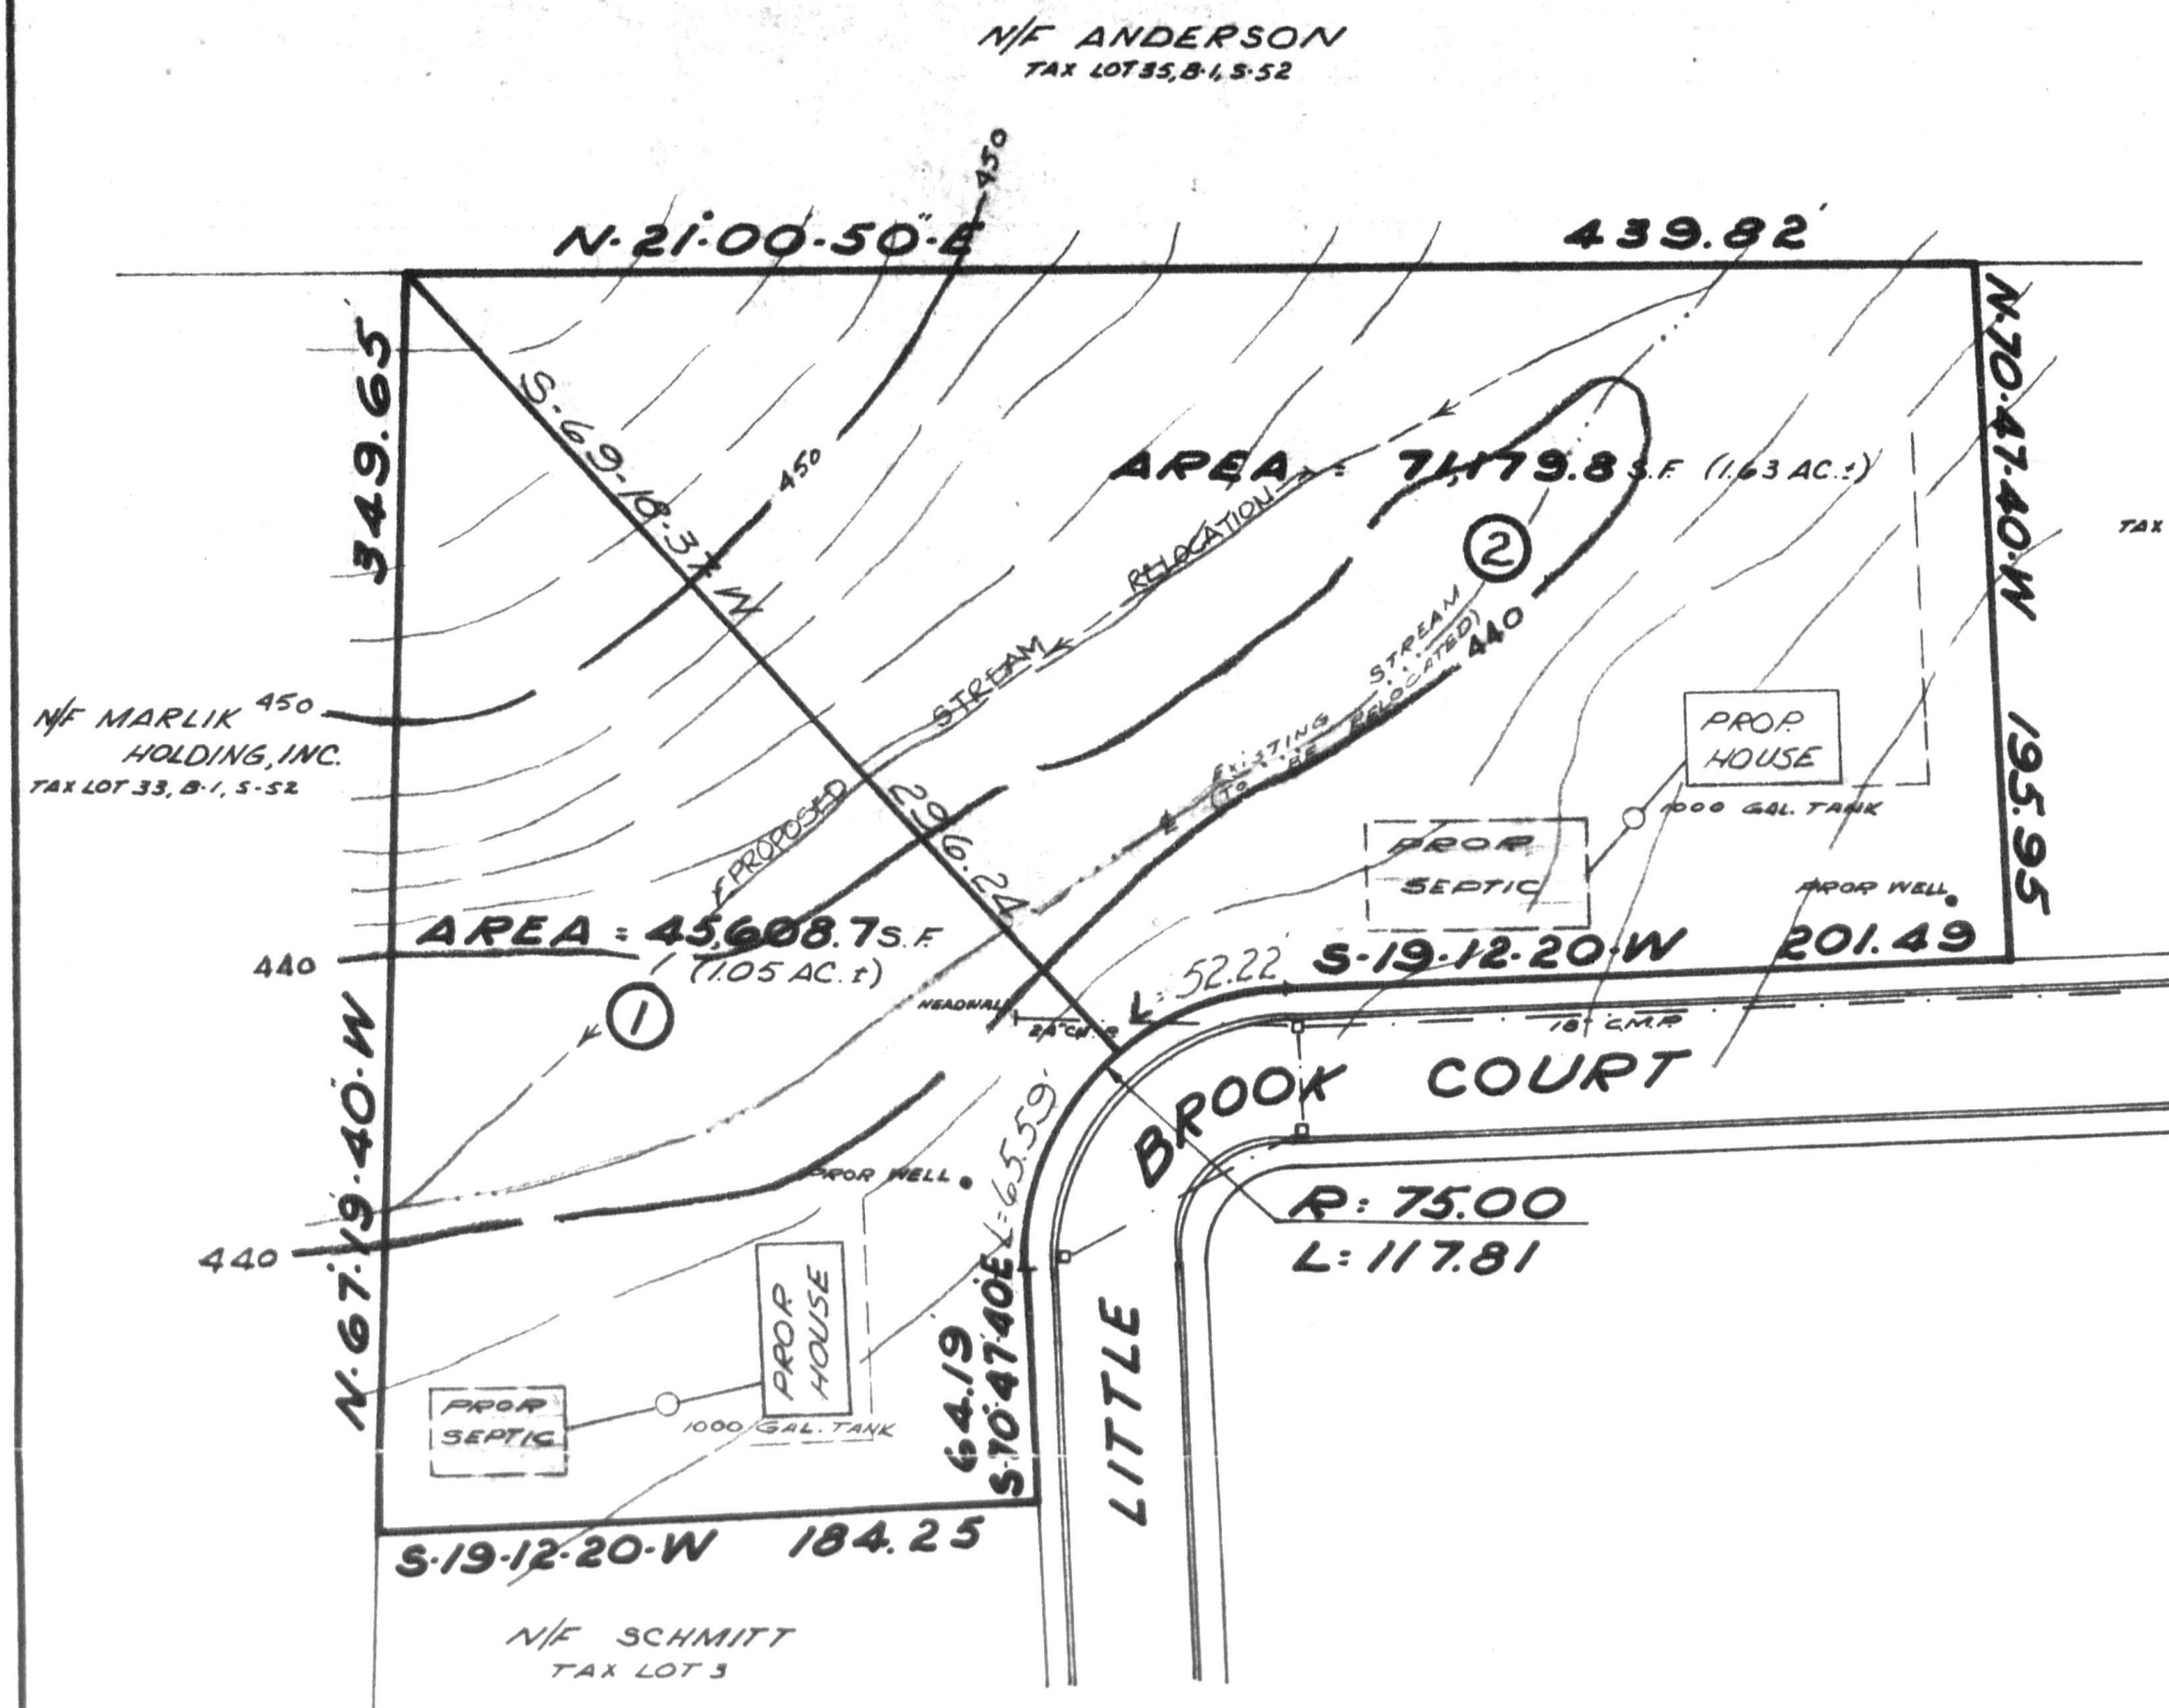 N/F ANDERSON
TAX LOT 35, B-1, S-52
450
N-21°-00'-50"-E 439.82'
349.65
N-67°-19'-40"-W
S-69-18-37-W
296.24
450
AREA = 71,179.8 S.F. (1.63 AC.±)
2
N-70-47-40-W 195.95
TAX
PROPOSED STREAM RELOCATION
EXISTING STREAM
(TO BE RELOCATED)
440
N/F MARLIK
HOLDING, INC.
TAX LOT 33, B-1, S-52
450
PROP.
HOUSE
1000 GAL. TANK
PROP.
SEPTIC
PROP. WELL
440
AREA = 45,608.7 S.F.
(1.05 AC.±)
1
HEADWALL
L= 52.22'
S-19-12-20-W 201.49
18" C.M.P.
LITTLE BROOK COURT
R= 75.00
L= 117.81
L= 65.59'
440
PROP. WELL
PROP.
HOUSE
1000 GAL. TANK
PROP.
SEPTIC
64.19
S-70°-47'-40"E
S-19-12-20-W 184.25
N/F SCHMITT
TAX LOT 3